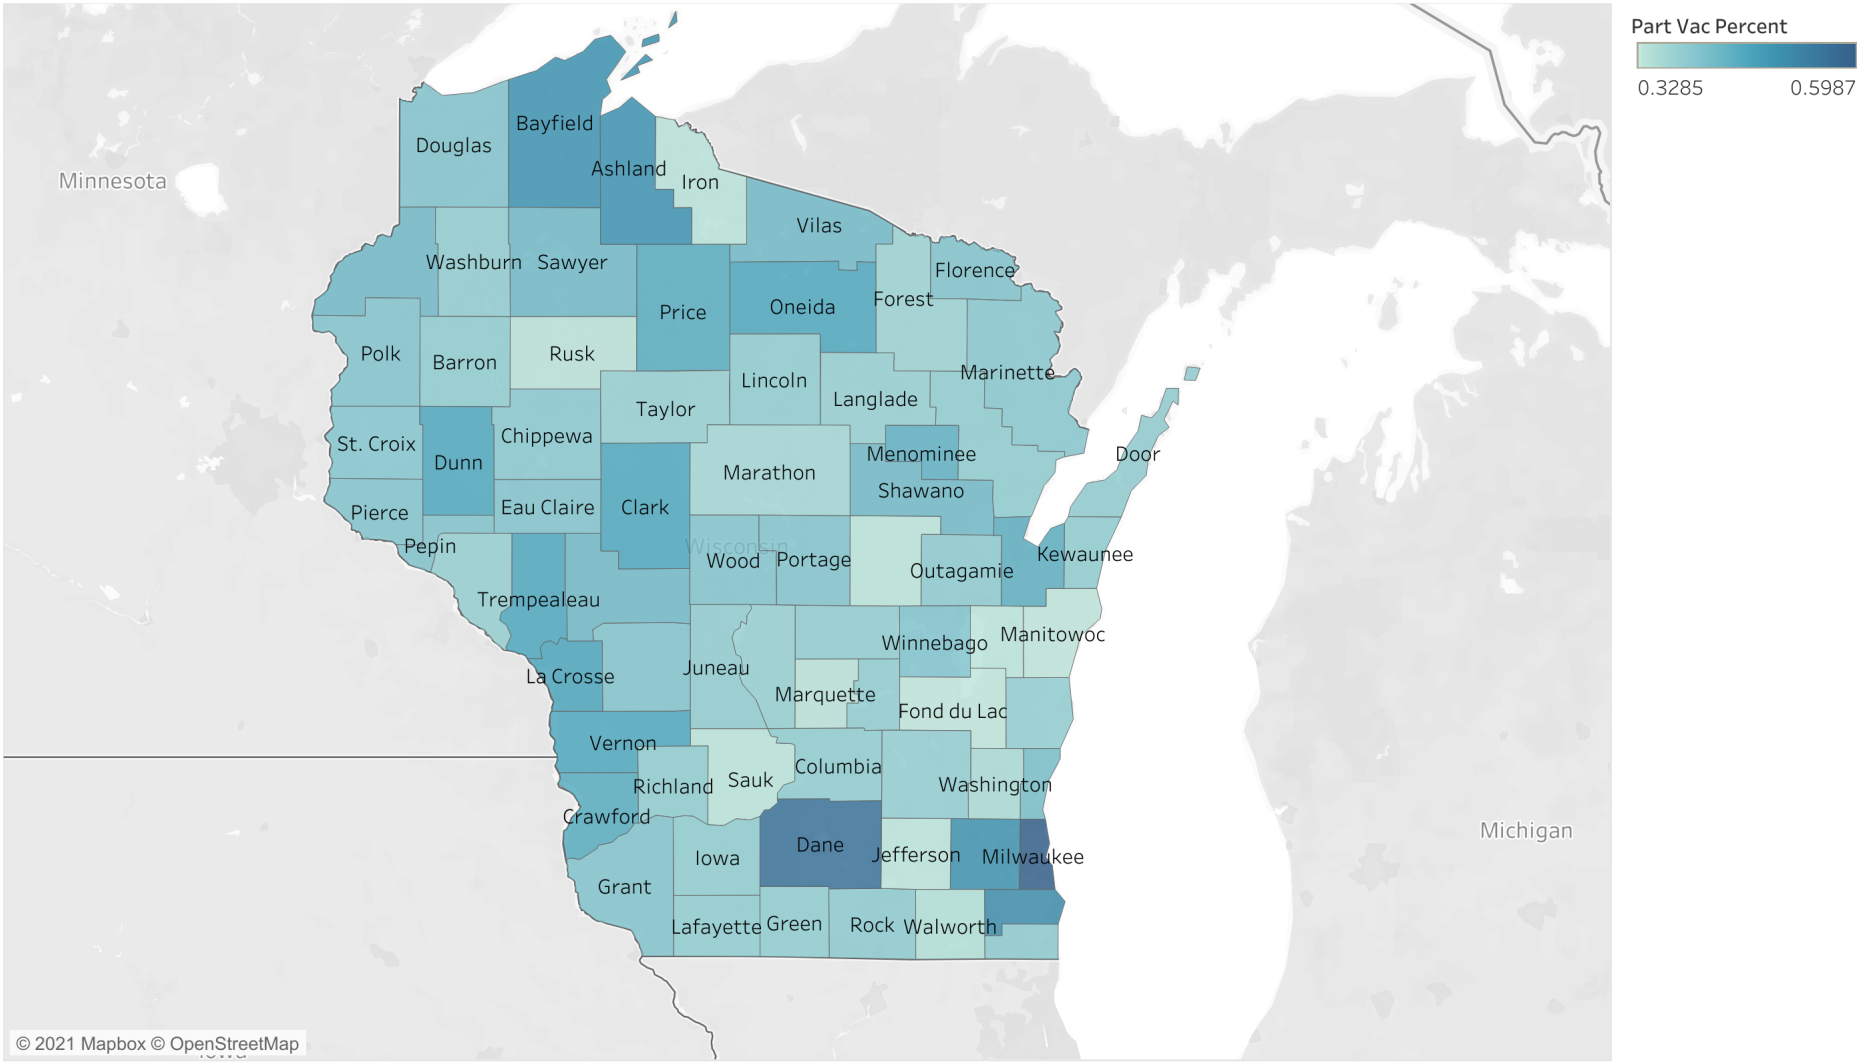 Part Vac Percent
0.3285 0.5987
Bayfield
Douglas
Ashland
Minnesota
Iron
Vilas
Washburn
Sawyer
Florence
Forest
Oneida
Price
Polk
Rusk
Barron
Marinette
Lincoln
Langlade
Taylor
Chippewa
St. Croix
Menominee
Door
Dunn
Marathon
Shawano
Eau Claire
Clark
Pierce
Pepin
Wisconsin
Kewaunee
Wood
Portage
Outagamie
Trempealeau
Manitowoc
Winnebago
Juneau
La Crosse
Marquette
Fond du Lac
Vernon
Columbia
Sauk
Richland
Washington
Crawford
Michigan
Dane
Jefferson
Milwaukee
Iowa
Grant
Green
Rock
Lafayette
Walworth
© 2021 Mapbox © OpenStreetMap
Iowa